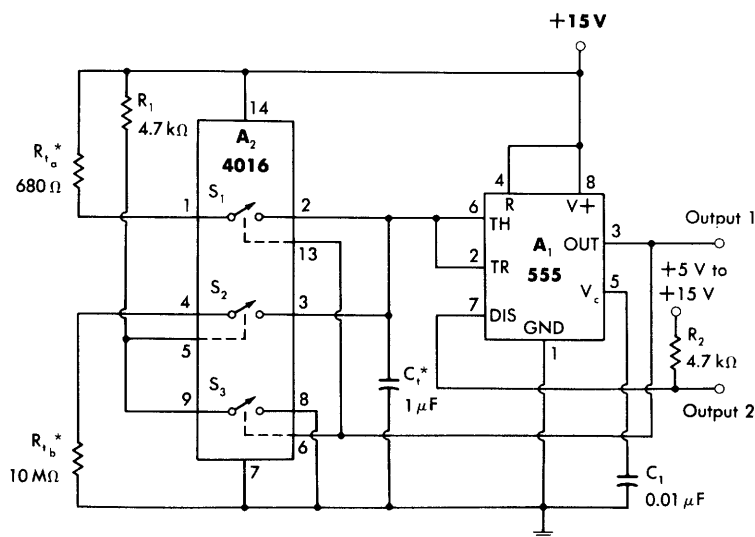 +15 V
R1
4.7 kΩ
14
A2
4016
Rta*
680 Ω
S1
1
2
13
4
8
R
V+
6
TH
3
OUT
Output 1
A1
555
2
TR
+5 V to
+15 V
5
Vc
7
DIS
GND
1
R2
4.7 kΩ
Output 2
S2
4
3
5
S3
9
8
6
Ct*
1 μF
Rtb*
10 MΩ
7
C1
0.01 μF